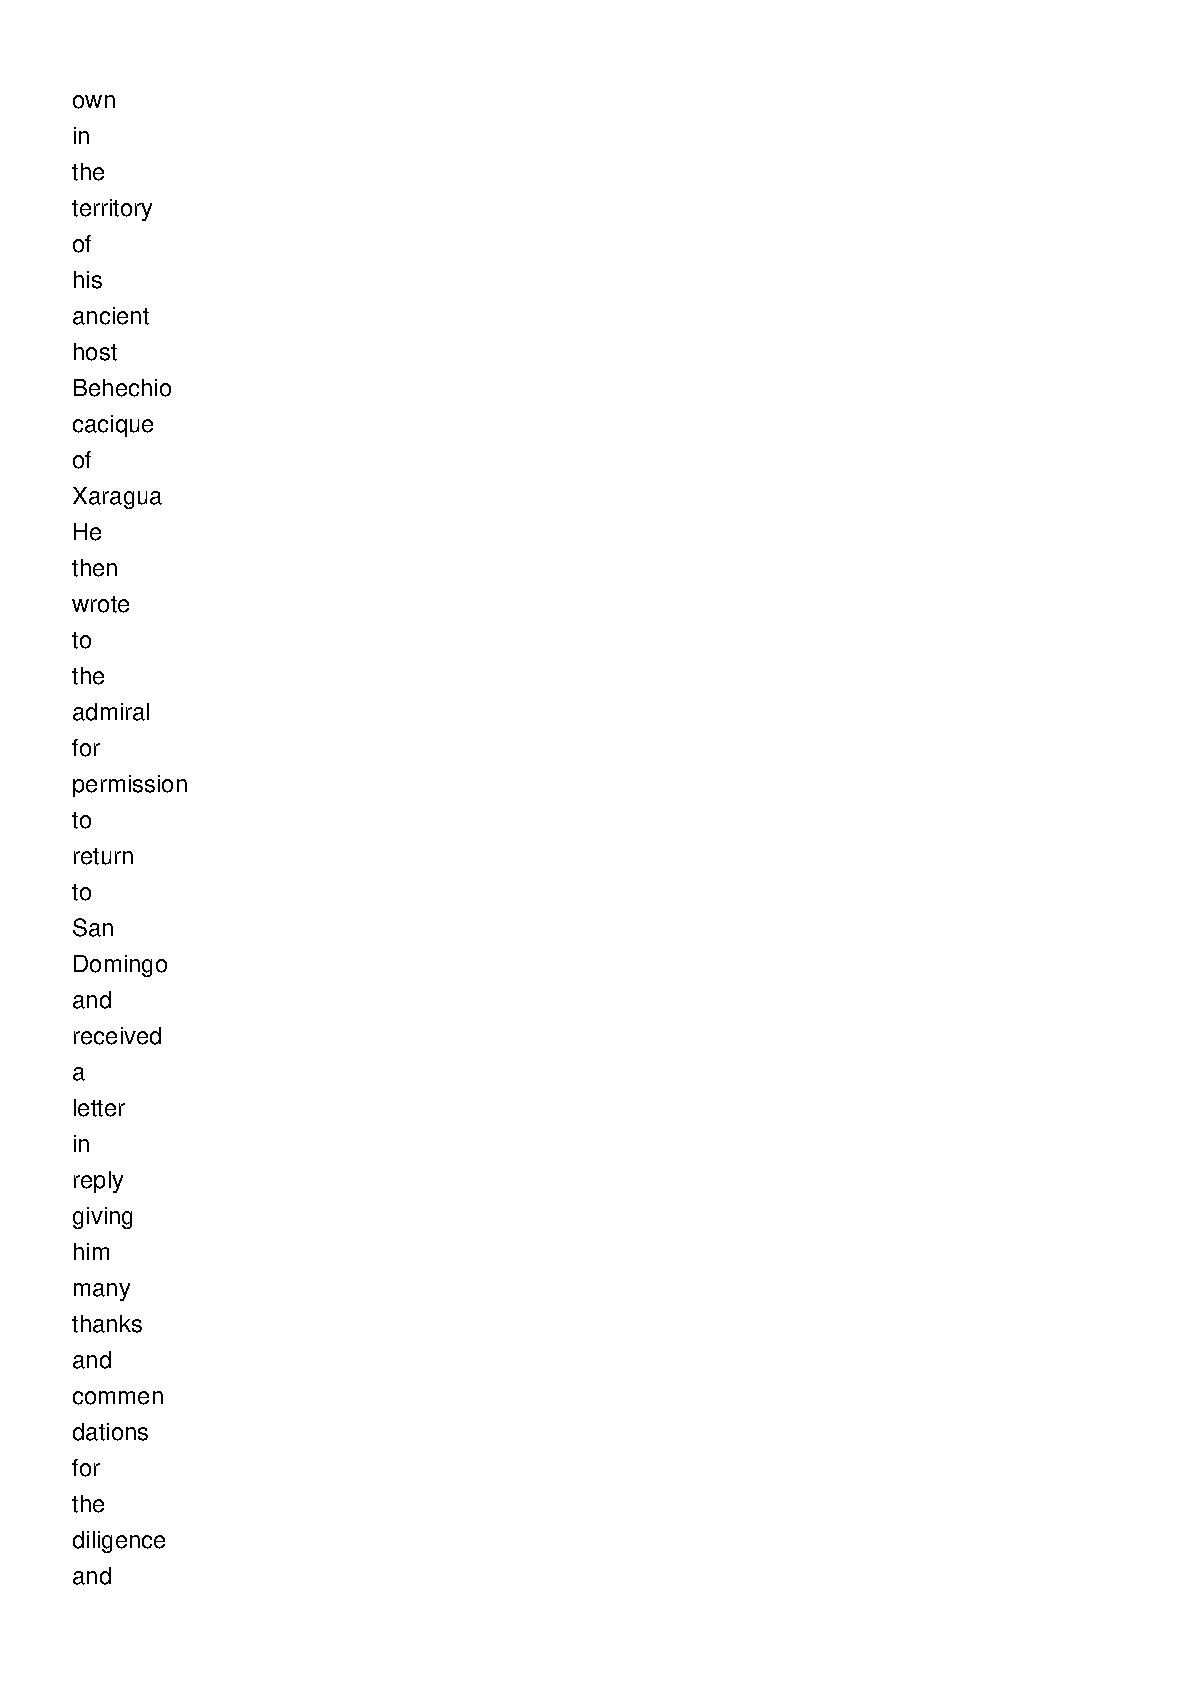 own
in
the
territory
of
his
ancient
host
Behechio
cacique
of
Xaragua
He
then
wrote
to
the
admiral
for
permission
to
return
to
San
Domingo
and
received
a
letter
in
reply
giving
him
many
thanks
and
commen
dations
for
the
diligence
and